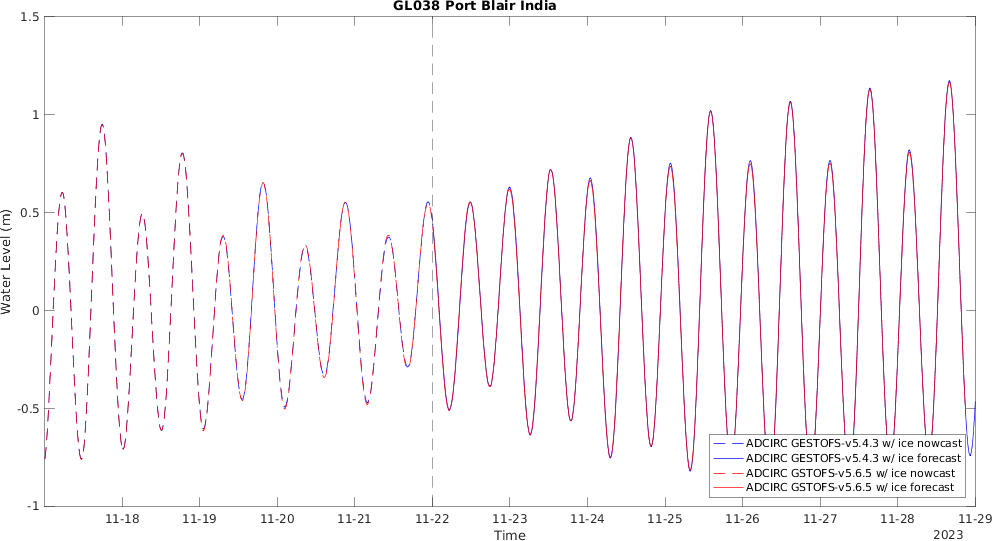 GL038 Port Blair India
1.5
1
0.5
0
-0.5
-1
Water Level (m)
ADCIRC GESTOFS-v5.4.3 w/ ice nowcast
ADCIRC GESTOFS-v5.4.3 w/ ice forecast
ADCIRC GSTOFS-v5.6.5 w/ ice nowcast
ADCIRC GSTOFS-v5.6.5 w/ ice forecast
11-18 11-19 11-20 11-21 11-22 11-23 11-24 11-25 11-26 11-27 11-28 11-29
Time
2023